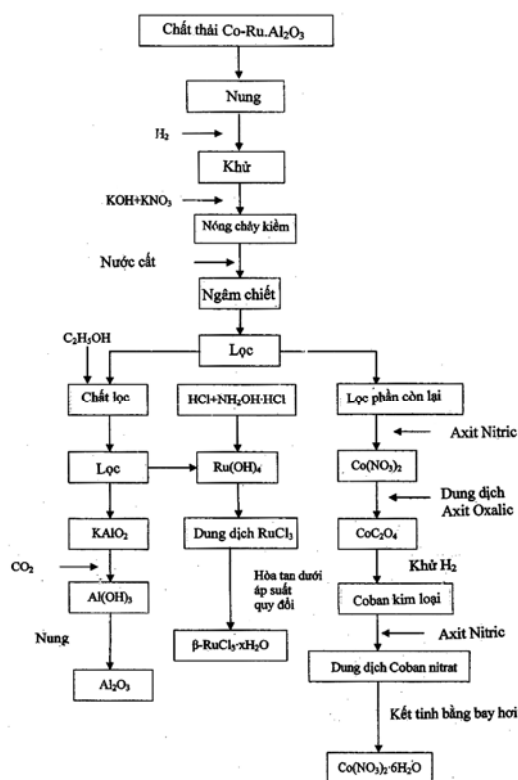 Chất thải Co-Ru.Al₂O₃
Nung
H₂
Khử
KOH+KNO₃
Nóng chảy kiềm
Nước cất
Ngâm chiết
Lọc
C₂H₅OH
Chất lọc
HCl+NH₂OH·HCl
Lọc phần còn lại
Axit Nitric
Lọc
Ru(OH)₄
Co(NO₃)₂
Dung dịch
Axit Oxalic
KAlO₂
Dung dịch RuCl₃
CoC₂O₄
CO₂
Khử H₂
Al(OH)₃
Hòa tan dưới
áp suất
quy đổi
Coban kim loại
Nung
Axit Nitric
β-RuCl₅·xH₂O
Al₂O₃
Dung dịch Coban nitrat
Kết tinh bằng bay hơi
Co(NO₃)₂·6H₂O